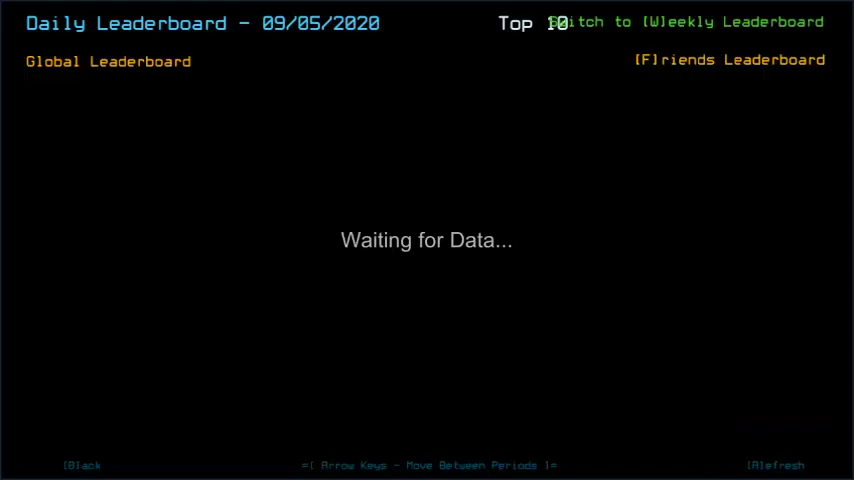 Daily Leaderboard - 09/05/2020
Top 10
Switch to [W]eekly Leaderboard
Global Leaderboard
[F]riends Leaderboard
Waiting for Data...
[B]ack
=[ Arrow Keys - Move Between Periods ]=
[R]efresh